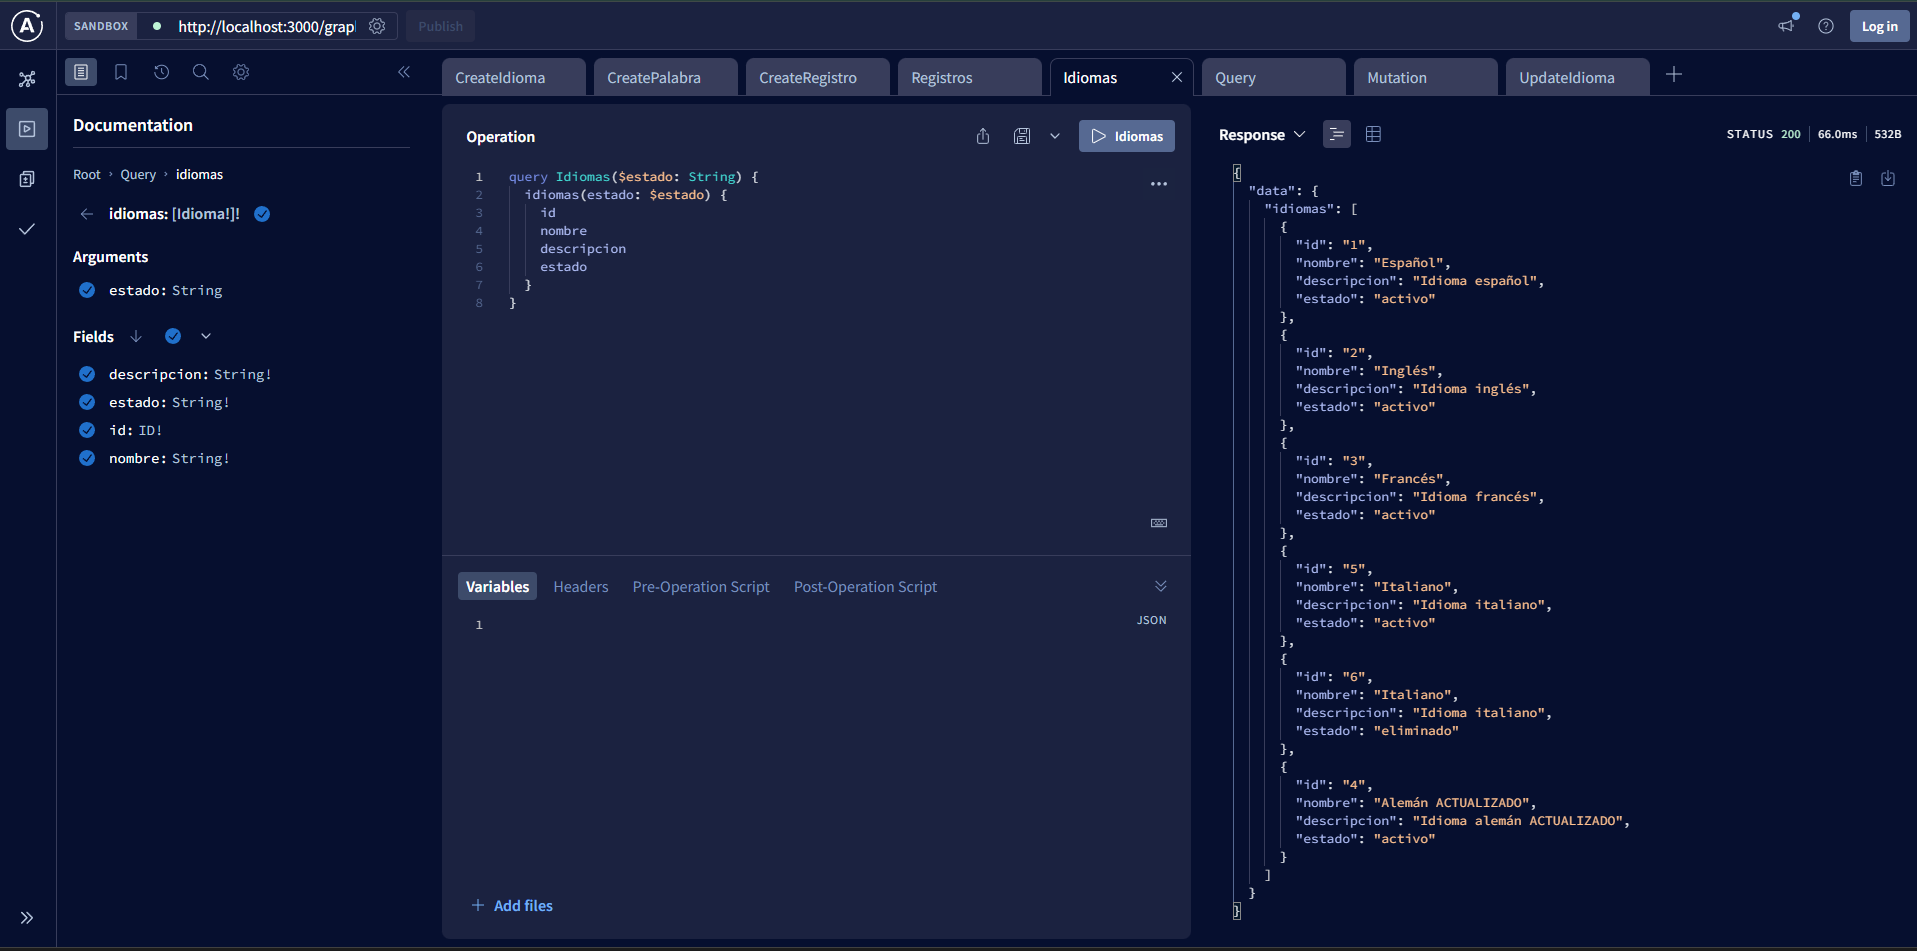 SANDBOX
http://localhost:3000/grap
Publish
Log in
CreateIdioma
CreatePalabra
CreateRegistro
Registros
Idiomas
Query
Mutation
UpdateIdioma
Documentation
Root › Query › idiomas
idiomas: [Idioma!]!
Arguments
estado: String
Fields
descripcion: String!
estado: String!
id: ID!
nombre: String!
Operation
Idiomas
1 query Idiomas($estado: String) {
2 idiomas(estado: $estado) {
3 id
4 nombre
5 descripcion
6 estado
7 }
8 }
Variables Headers Pre-Operation Script Post-Operation Script
JSON
1
Add files
Response
STATUS 200 66.0ms 532B
{
"data": {
"idiomas": [
{
"id": "1",
"nombre": "Español",
"descripcion": "Idioma español",
"estado": "activo"
},
{
"id": "2",
"nombre": "Inglés",
"descripcion": "Idioma inglés",
"estado": "activo"
},
{
"id": "3",
"nombre": "Francés",
"descripcion": "Idioma francés",
"estado": "activo"
},
{
"id": "5",
"nombre": "Italiano",
"descripcion": "Idioma italiano",
"estado": "activo"
},
{
"id": "6",
"nombre": "Italiano",
"descripcion": "Idioma italiano",
"estado": "eliminado"
},
{
"id": "4",
"nombre": "Alemán ACTUALIZADO",
"descripcion": "Idioma alemán ACTUALIZADO",
"estado": "activo"
}
]
}
}